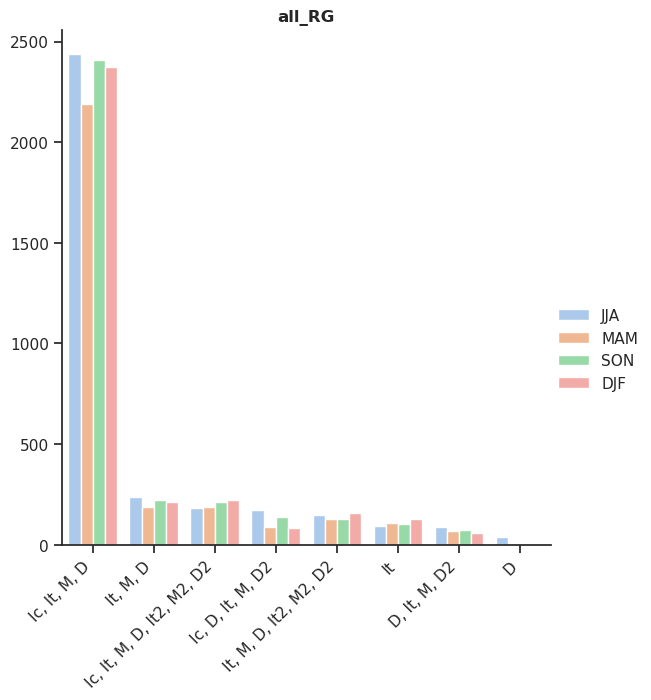 all_RG
2500
2000
1500
1000
500
0
Ic, It, M, D
It, M, D
Ic, It, M, D, It2, M2, D2
Ic, D, It, M, D2
It, M, D, It2, M2, D2
It
D, It, M, D2
D
JJA
MAM
SON
DJF